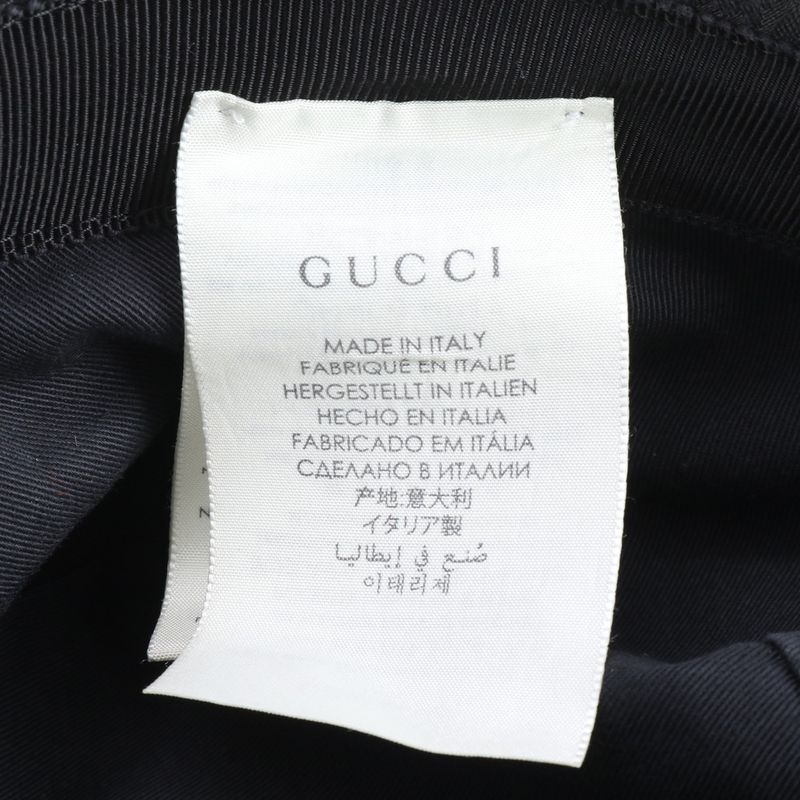 GUCCI
MADE IN ITALY
FABRIQUÉ EN ITALIE
HERGESTELLT IN ITALIEN
HECHO EN ITALIA
FABRICADO EM ITÁLIA
СДЕЛАНО В ИТАЛИИ
产地:意大利
イタリア製
صُنع في إيطاليا
이태리제